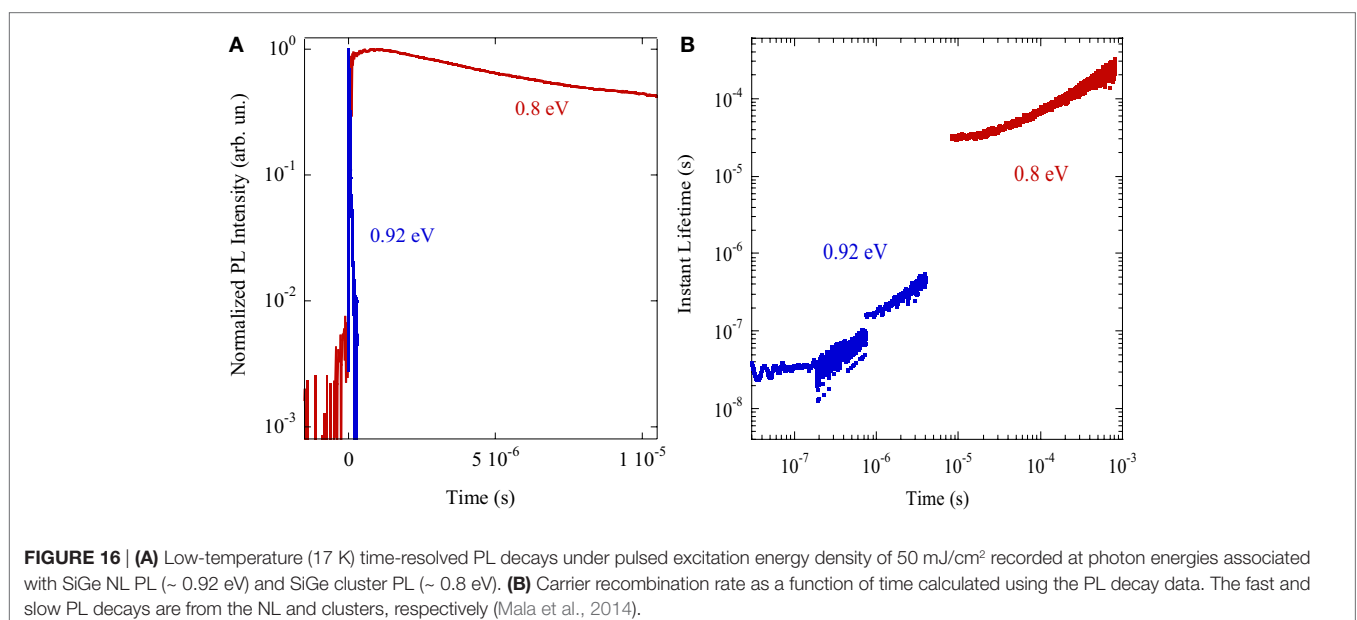 A
Normalized PL Intensity (arb. un.)
10⁰
10⁻¹
10⁻²
10⁻³
0.8 eV
0.92 eV
0
5 10⁻⁶
1 10⁻⁵
Time (s)
B
Instant Lifetime (s)
10⁻⁴
10⁻⁵
10⁻⁶
10⁻⁷
10⁻⁸
0.8 eV
0.92 eV
10⁻⁷
10⁻⁶
10⁻⁵
10⁻⁴
10⁻³
Time (s)
FIGURE 16 | (A) Low-temperature (17 K) time-resolved PL decays under pulsed excitation energy density of 50 mJ/cm² recorded at photon energies associated
with SiGe NL PL (~ 0.92 eV) and SiGe cluster PL (~ 0.8 eV). (B) Carrier recombination rate as a function of time calculated using the PL decay data. The fast and
slow PL decays are from the NL and clusters, respectively (Mala et al., 2014).